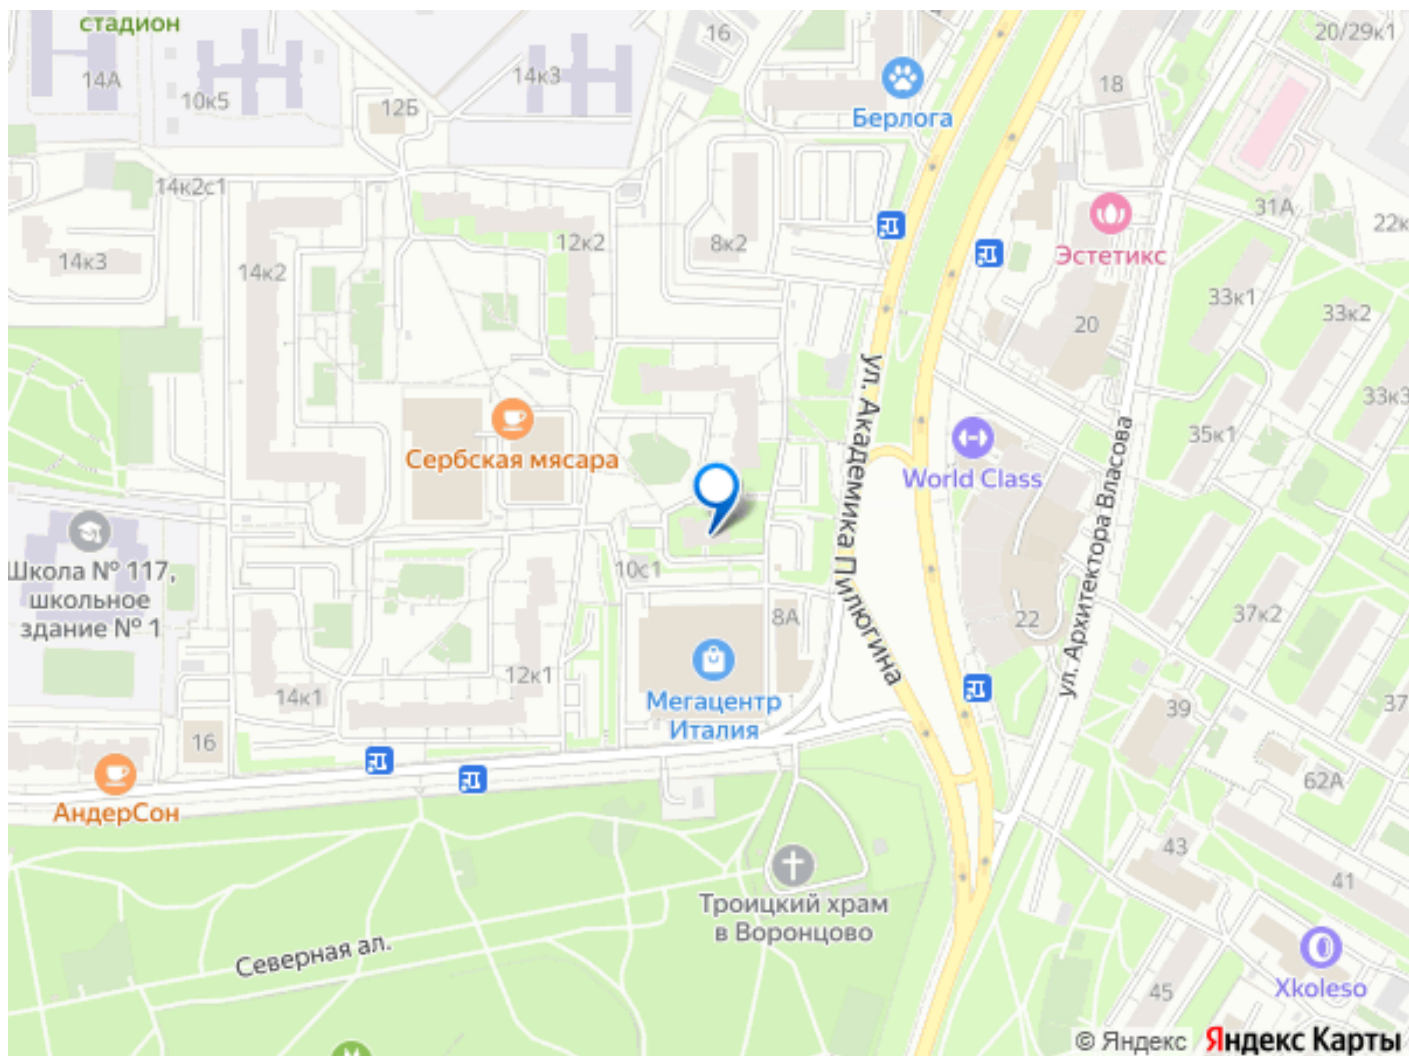 стадион
16
20/29к1
14А
14к3
18
10к5
12Б
Берлога
14к2с1
31А
22к
12к2
8к2
Эстетикс
14к3
14к2
33к1
33к2
20
ул. Академика Пилюгина
33к3
ул. Архитектора Власова
35к1
Сербская мясара
World Class
Школа № 117,
школьное
здание № 1
10с1
8А
22
37к2
12к1
14к1
Мегацентр
Италия
37
39
16
62А
АндерСон
43
41
Троицкий храм
в Воронцово
Северная ал.
45
Xkoleso
© Яндекс Яндекс Карты